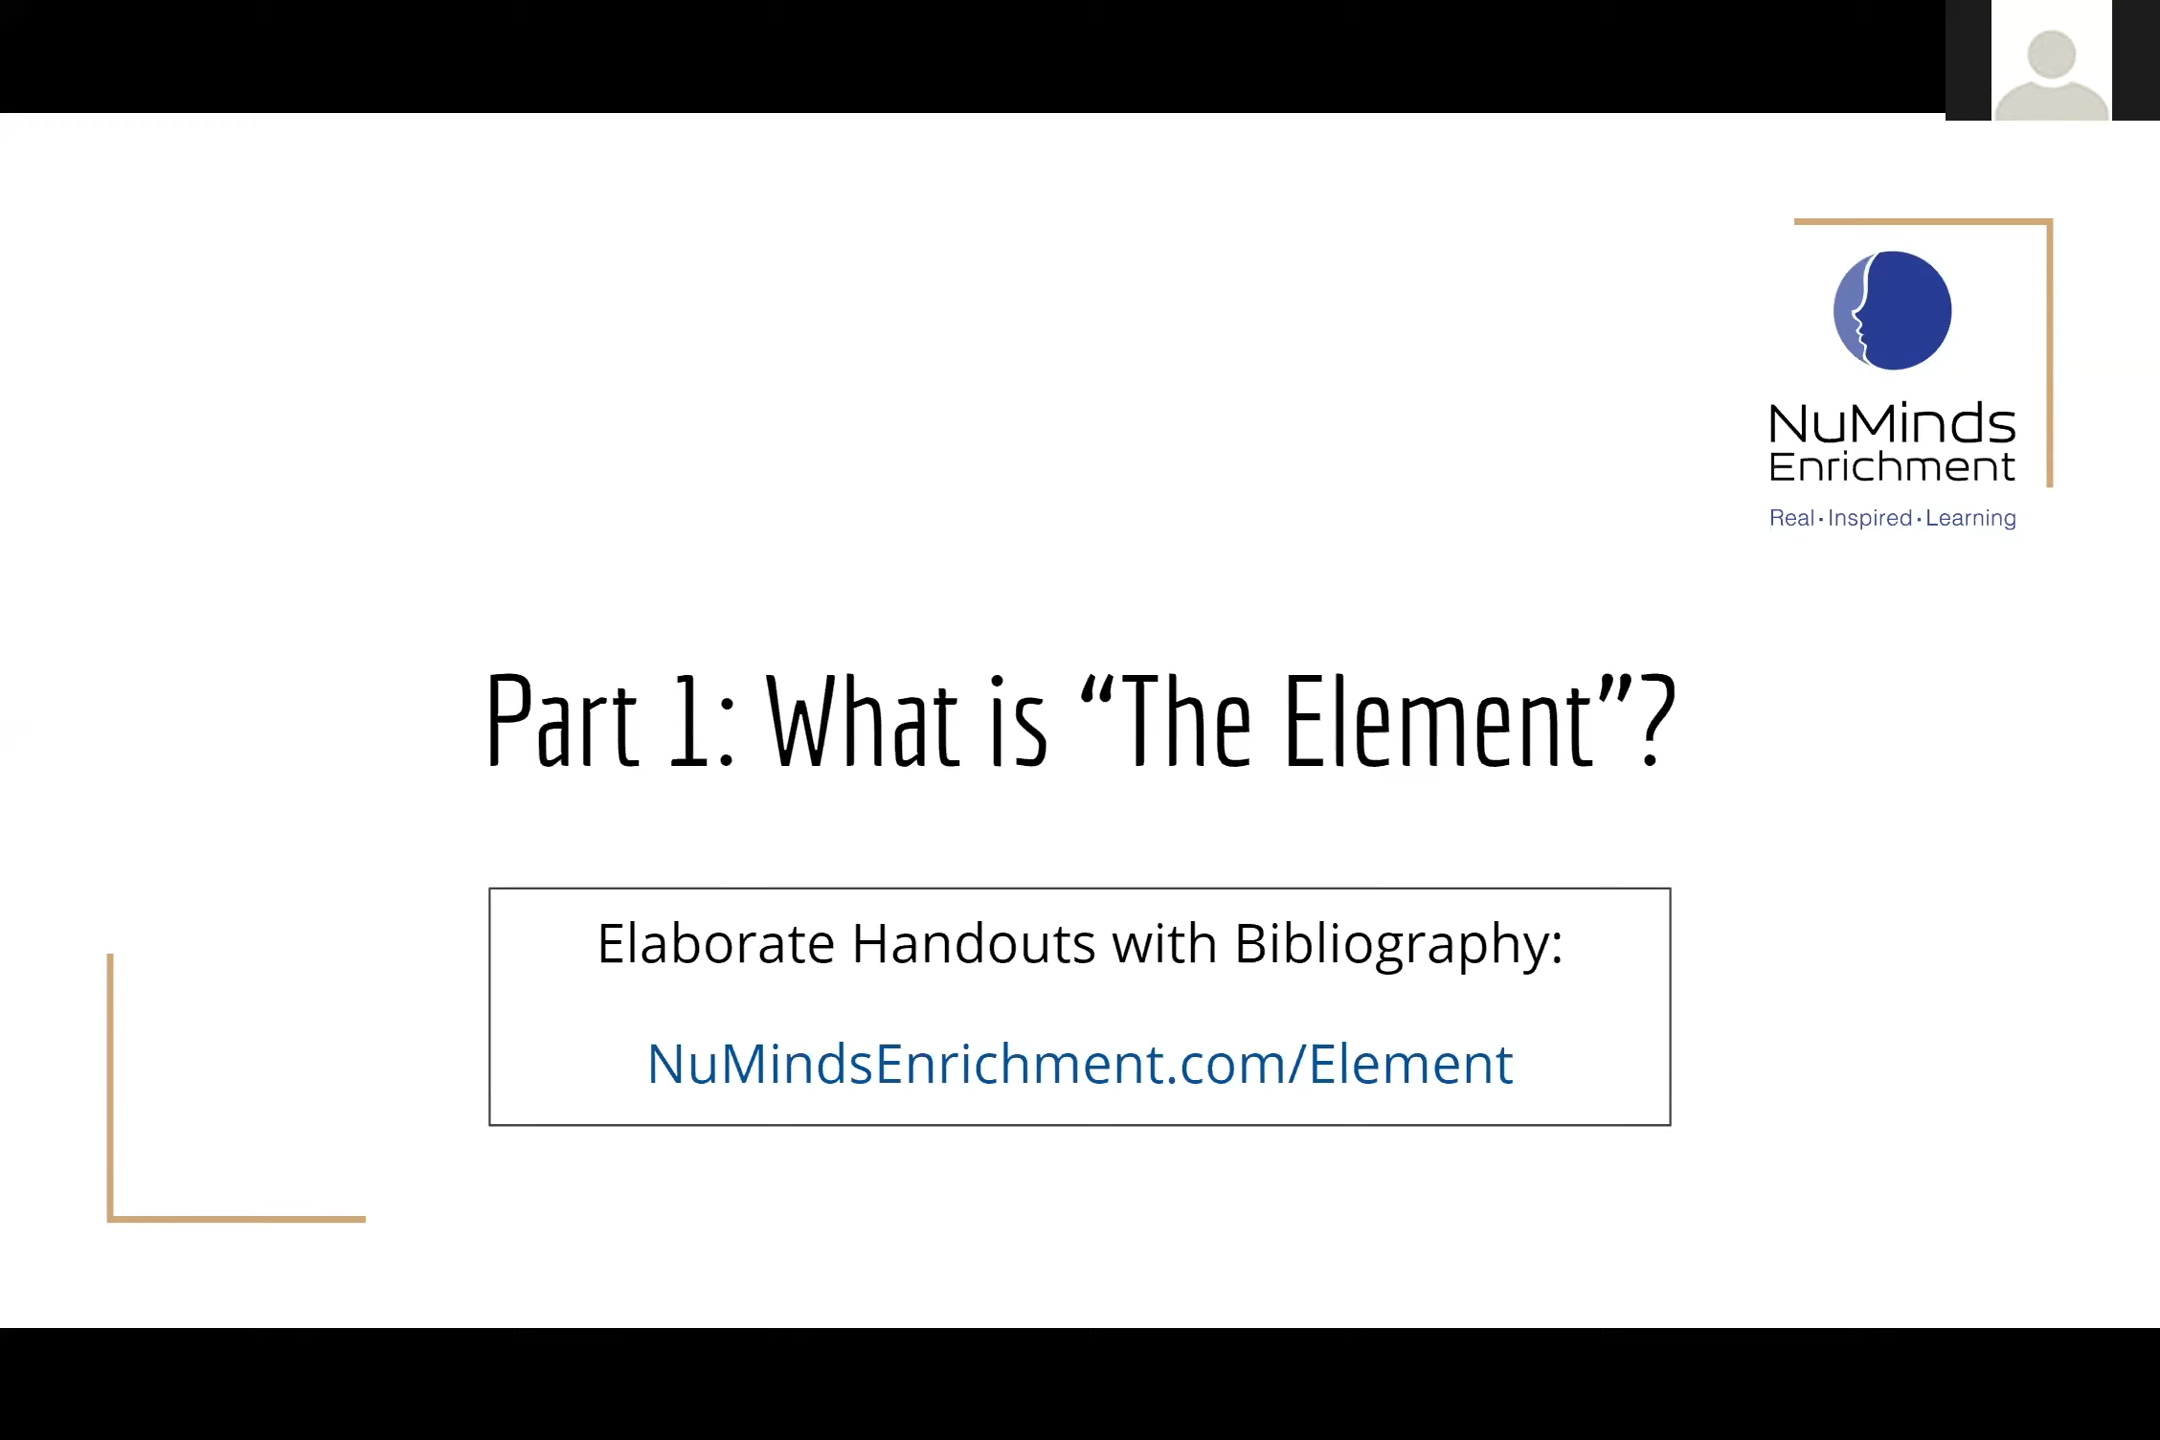 NuMinds
Enrichment
Real · Inspired · Learning
Part 1: What is “The Element”?
Elaborate Handouts with Bibliography:
NuMindsEnrichment.com/Element